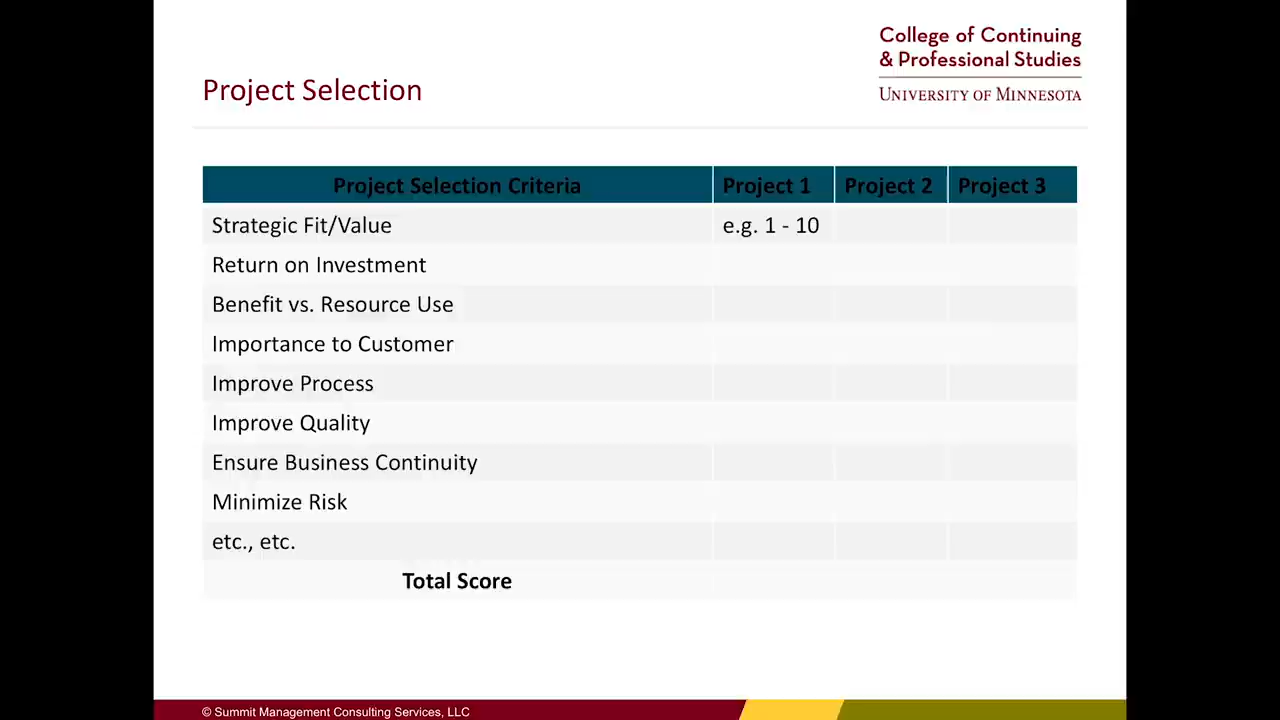 College of Continuing
& Professional Studies
UNIVERSITY OF MINNESOTA
Project Selection
Project Selection Criteria Project 1 Project 2 Project 3
Strategic Fit/Value e.g. 1 - 10
Return on Investment
Benefit vs. Resource Use
Importance to Customer
Improve Process
Improve Quality
Ensure Business Continuity
Minimize Risk
etc., etc.
Total Score
© Summit Management Consulting Services, LLC